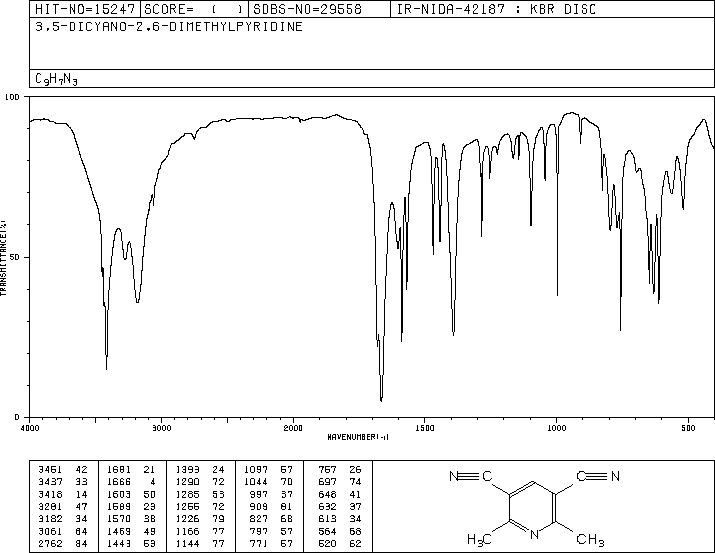 HIT-NO=15247 SCORE= ( ) SDBS-NO=29558 IR-NIDA-42187 : KBR DISC
3,5-DICYANO-2,6-DIMETHYLPYRIDINE
C9H7N3
100
50
0
TRANSMITTANCE(%)
4000 3000 2000 1500 1000 500
WAVENUMBER(-1)
3451 42 1681 21 1393 24 1097 57 757 26
3437 33 1666 4 1290 72 1044 70 697 74
3418 14 1603 50 1285 53 997 37 648 41
3281 47 1589 23 1255 72 909 81 632 37
3182 34 1570 38 1226 79 827 68 613 34
3061 64 1469 49 1166 77 797 57 564 68
2762 84 1443 53 1144 77 771 57 520 62
N≡C C≡N
H3C N CH3